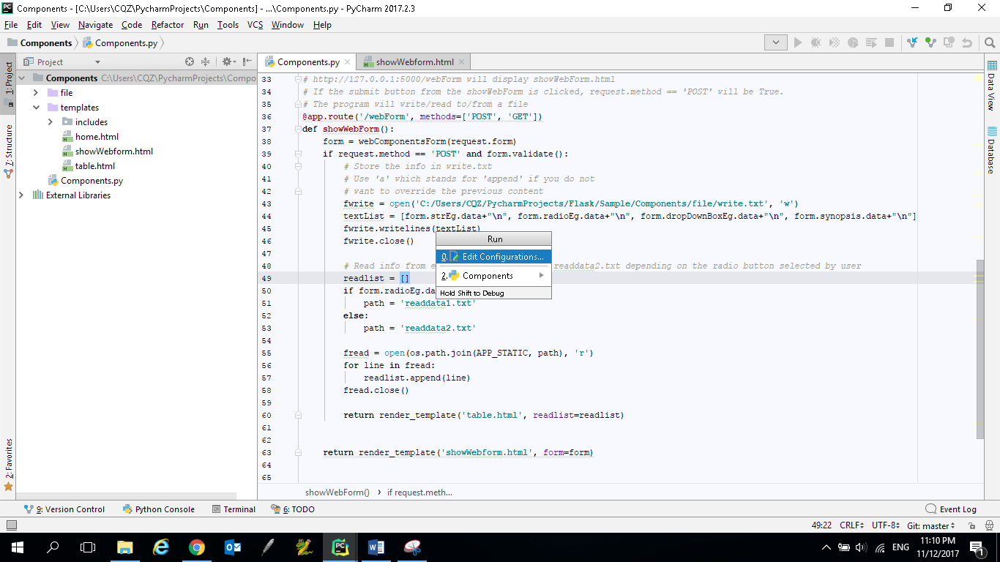 Components - [C:\Users\CQZ\PycharmProjects\Components] - ...\Components.py - PyCharm 2017.2.3
File Edit View Navigate Code Refactor Run Tools VCS Window Help
Components Components.py
1: Project
7: Structure
2: Favorites
Project
Components C:\Users\CQZ\PycharmProjects\Compo
file
templates
includes
home.html
showWebform.html
table.html
Components.py
External Libraries
Components.py showWebform.html
33 # http://127.0.0.1:5000/webForm will display showWebForm.html
34 # If the submit button from the showWebForm is clicked, request.method == 'POST' will be True.
35 # The program will write/read to/from a file
36 @app.route('/webForm', methods=['POST', 'GET'])
37 def showWebForm():
38 form = webComponentsForm(request.form)
39 if request.method == 'POST' and form.validate():
40 # Store the info in write.txt
41 # Use 'a' which stands for 'append' if you do not
42 # want to override the previous content
43 fwrite = open('C:/Users/CQZ/PycharmProjects/Flask/Sample/Components/file/write.txt', 'w')
44 textList = [form.strEg.data+"\n", form.radioEg.data+"\n", form.dropDownBoxEg.data+"\n", form.synopsis.data+"\n"]
45 fwrite.writelines(textList)
46 fwrite.close()
47
48 # Read info from e readdata2.txt depending on the radio button selected by user
49 readlist = []
50 if form.radioEg.da
51 path = 'readdata1.txt'
52 else:
53 path = 'readdata2.txt'
54
55 fread = open(os.path.join(APP_STATIC, path), 'r')
56 for line in fread:
57 readlist.append(line)
58 fread.close()
59
60 return render_template('table.html', readlist=readlist)
61
62
63 return render_template('showWebform.html', form=form)
64
65
Run
0. Edit Configurations...
2. Components
Hold Shift to Debug
Data View
Database
showWebForm() if request.meth...
9: Version Control Python Console Terminal 6: TODO Event Log
49:22 CRLF UTF-8 Git: master
ENG
11:10 PM
11/12/2017
1